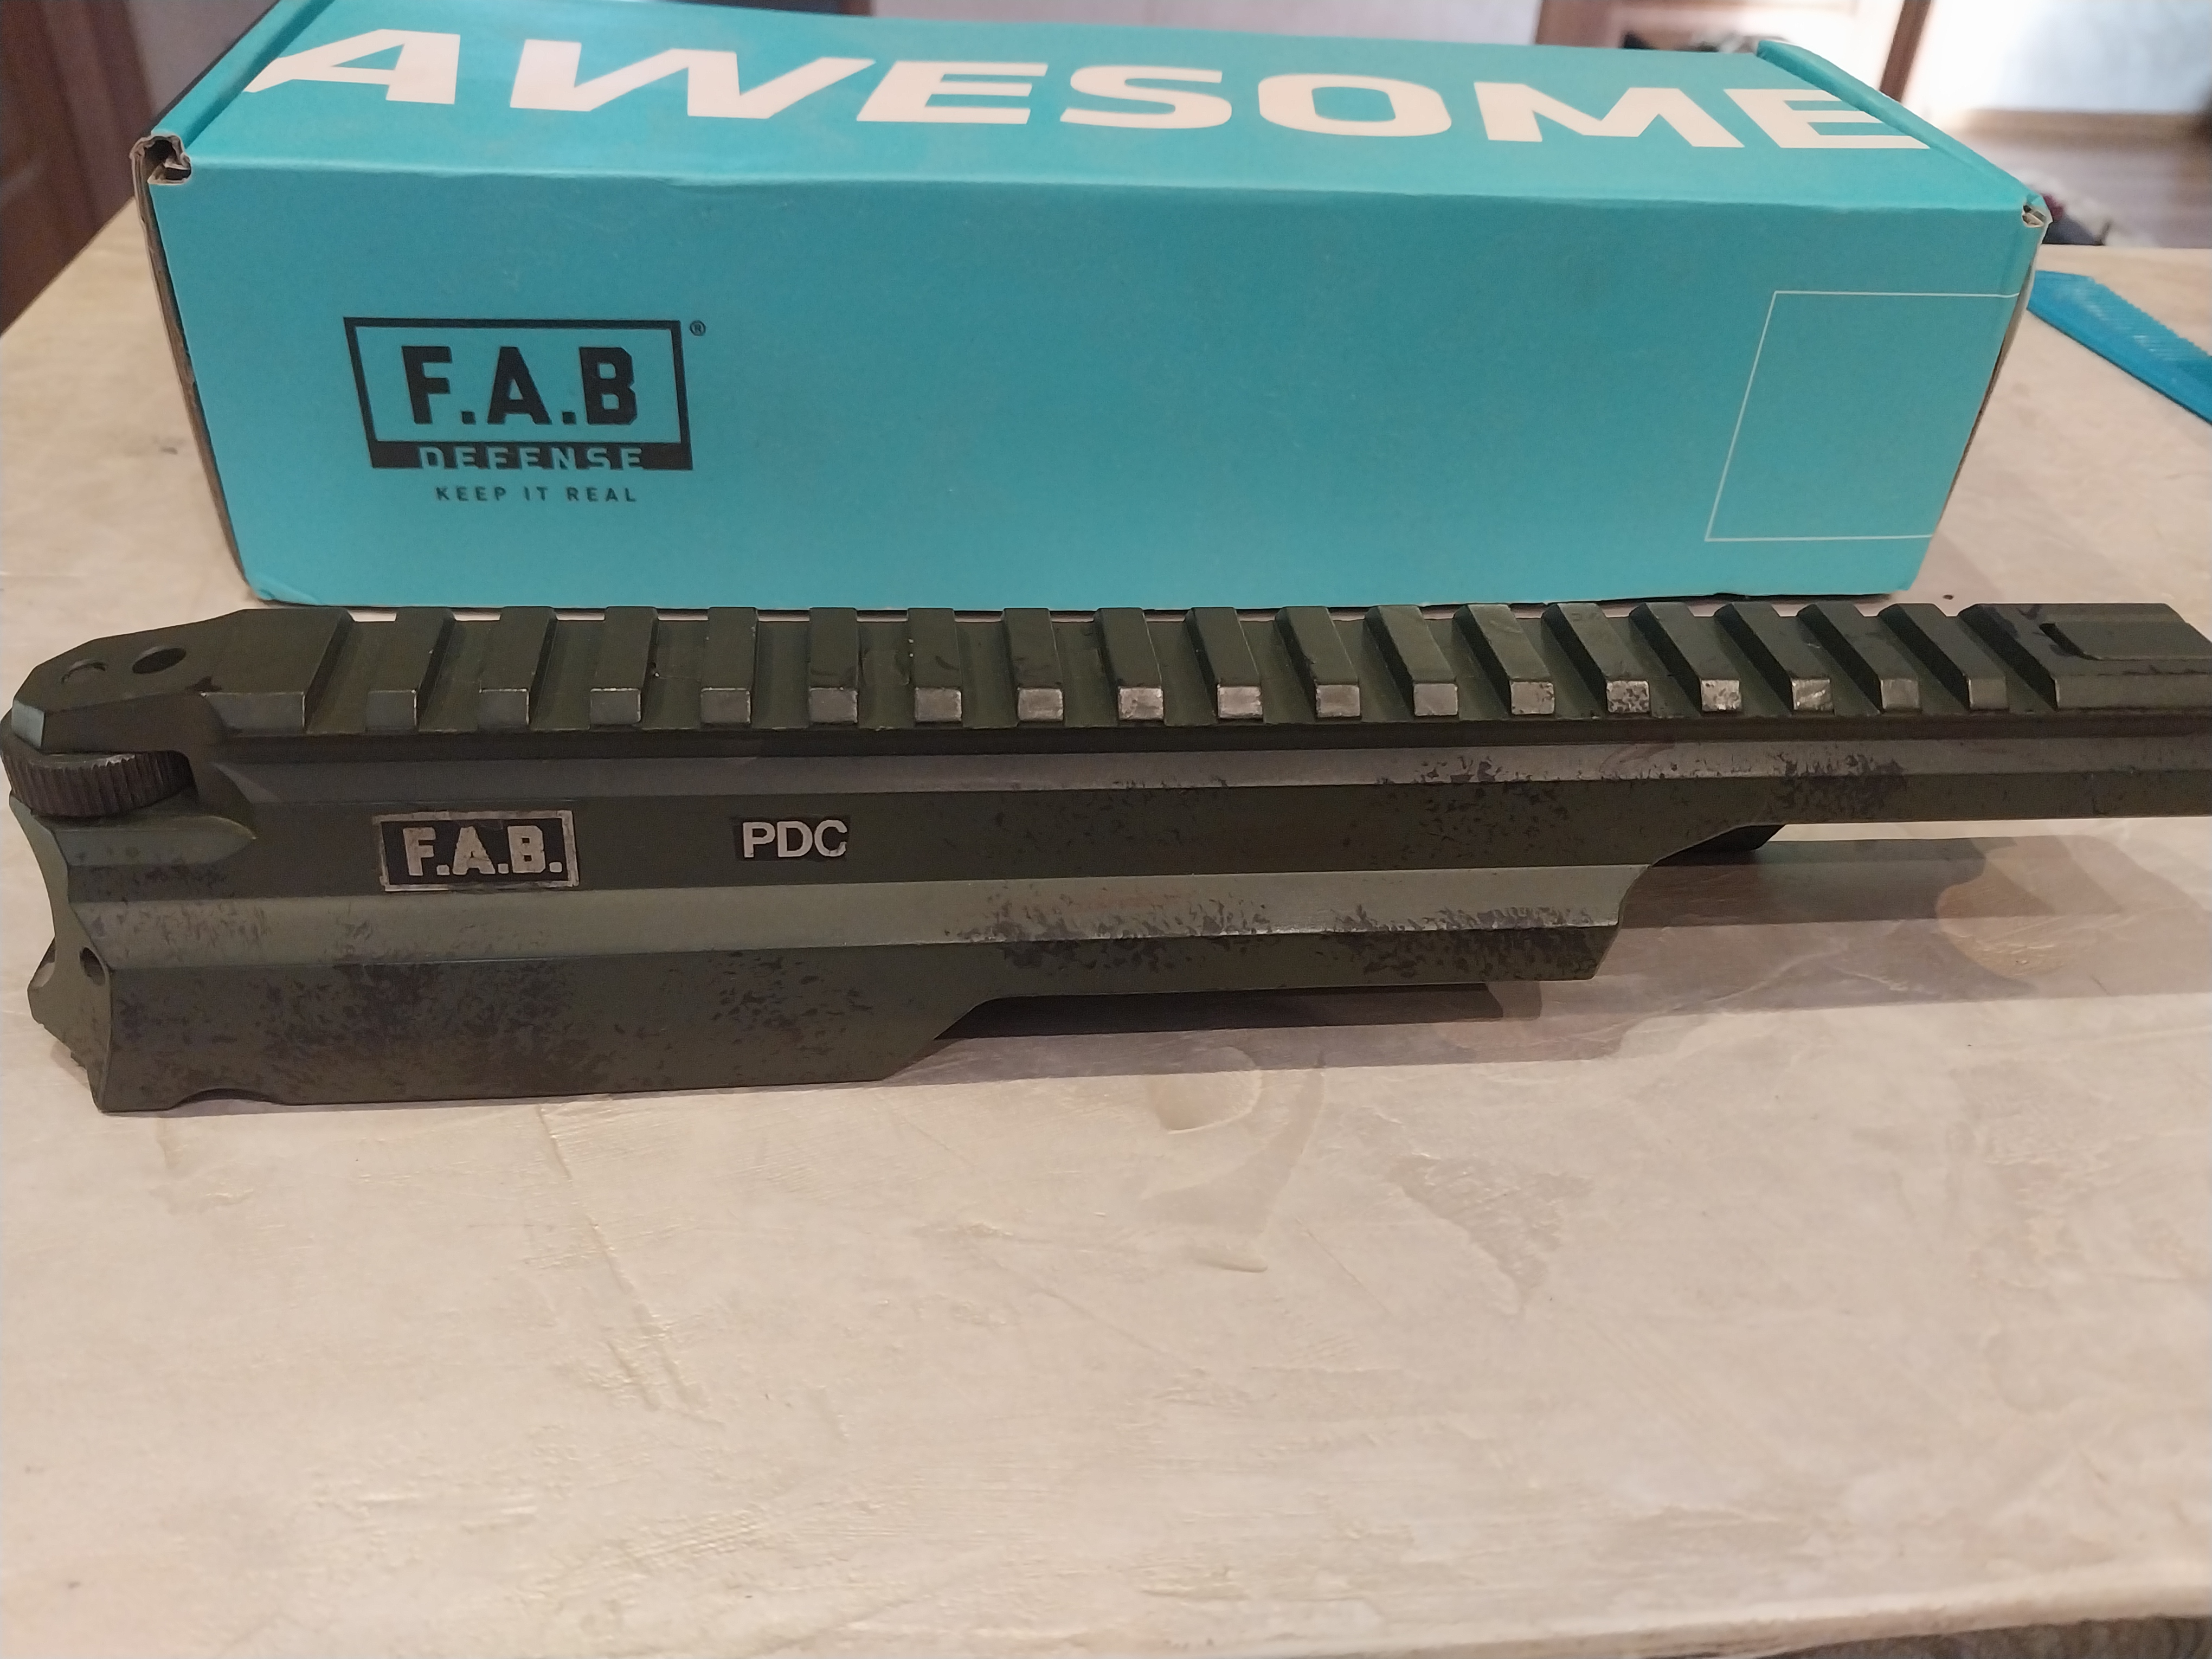 AWESOME
F.A.B ®
DEFENSE
KEEP IT REAL
F.A.B. PDC